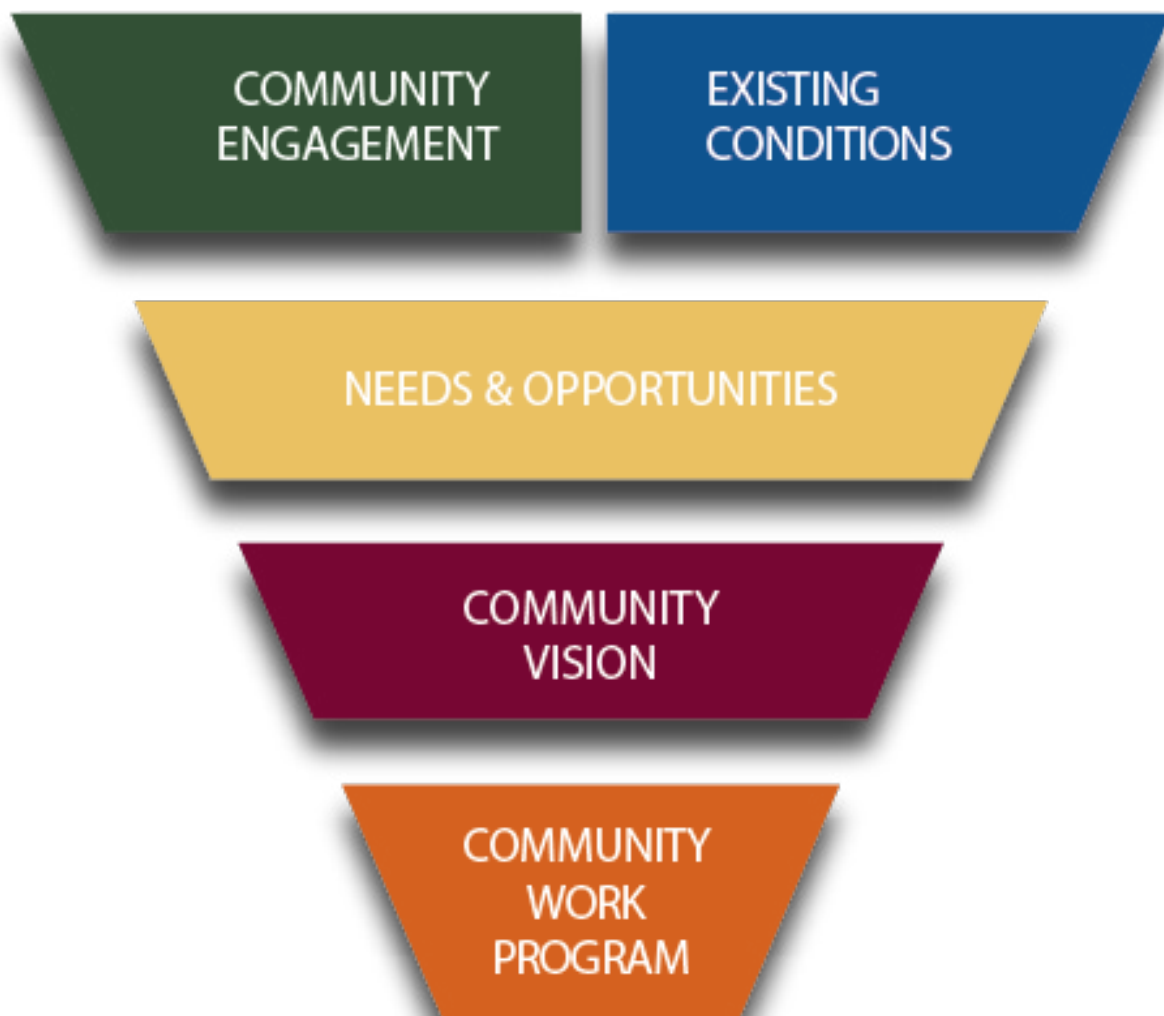 COMMUNITY
ENGAGEMENT
EXISTING
CONDITIONS
NEEDS & OPPORTUNITIES
COMMUNITY
VISION
COMMUNITY
WORK
PROGRAM